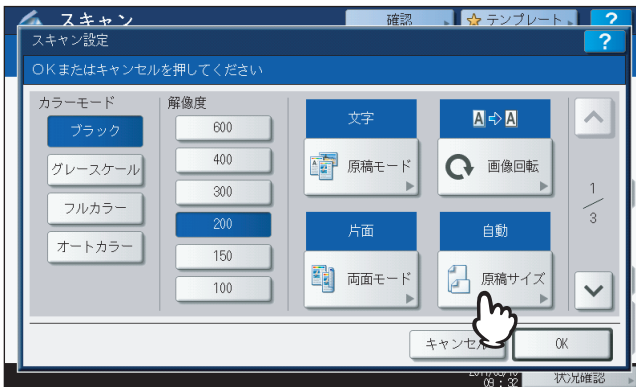 スキャン
確認
テンプレート
?
スキャン設定
?
OKまたはキャンセルを押してください
カラーモード
ブラック
グレースケール
フルカラー
オートカラー
解像度
600
400
300
200
150
100
文字
原稿モード
A⇨A
画像回転
片面
両面モード
自動
原稿サイズ
1
/
3
キャンセル
OK
09:32
状況確認